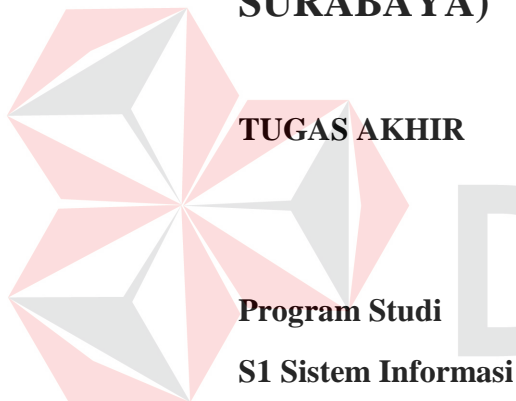 SURABAYA)
TUGAS AKHIR
Program Studi
S1 Sistem Informasi